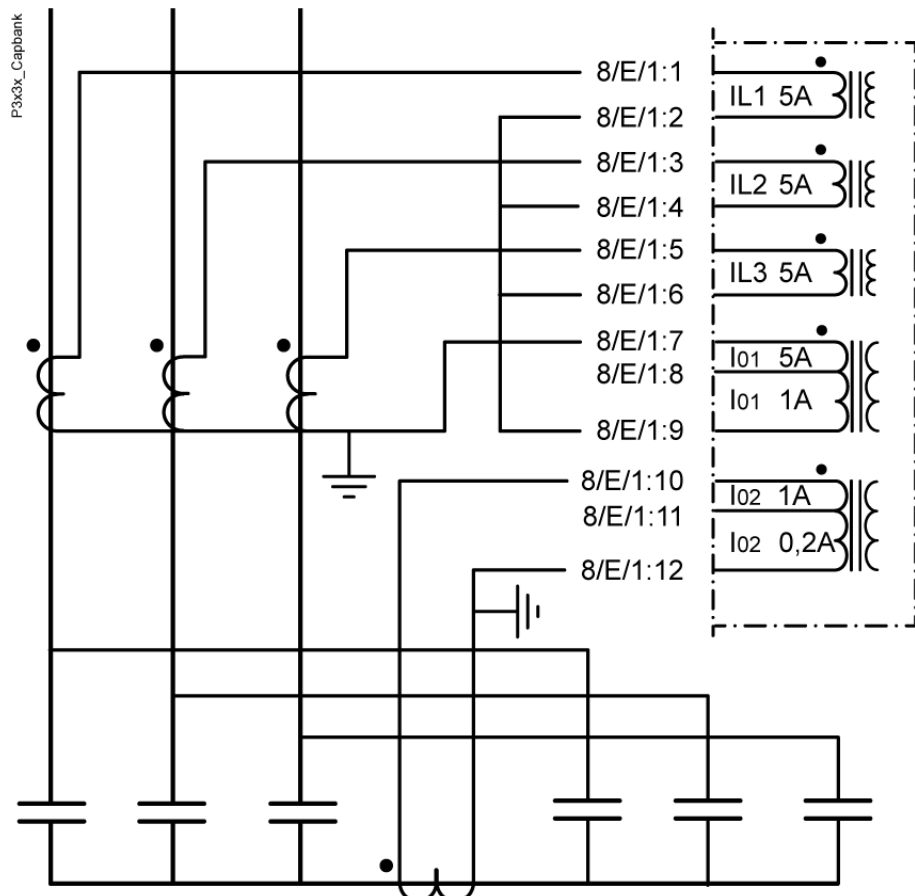 P3x3x_Capbank
8/E/1:1
IL1 5A
8/E/1:2
8/E/1:3
IL2 5A
8/E/1:4
8/E/1:5
IL3 5A
8/E/1:6
8/E/1:7
I01 5A
8/E/1:8
I01 1A
8/E/1:9
8/E/1:10
I02 1A
8/E/1:11
I02 0,2A
8/E/1:12